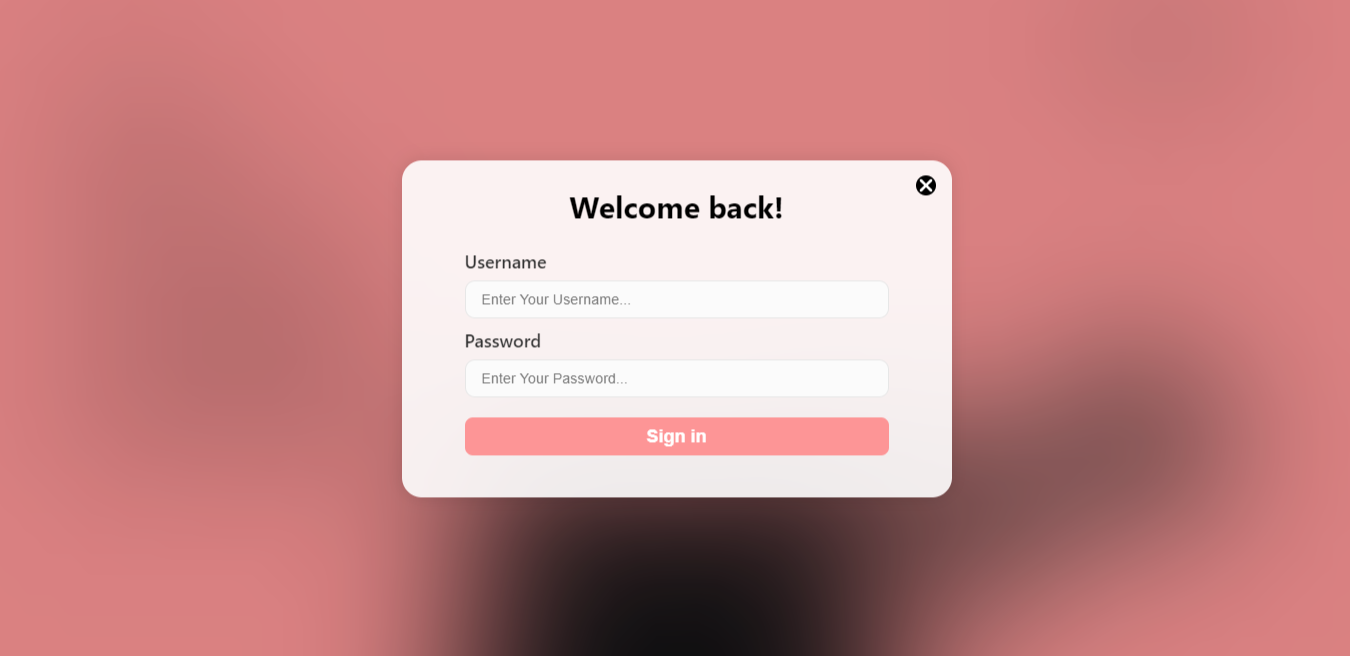 Welcome back!
Username
Enter Your Username...
Password
Enter Your Password...
Sign in